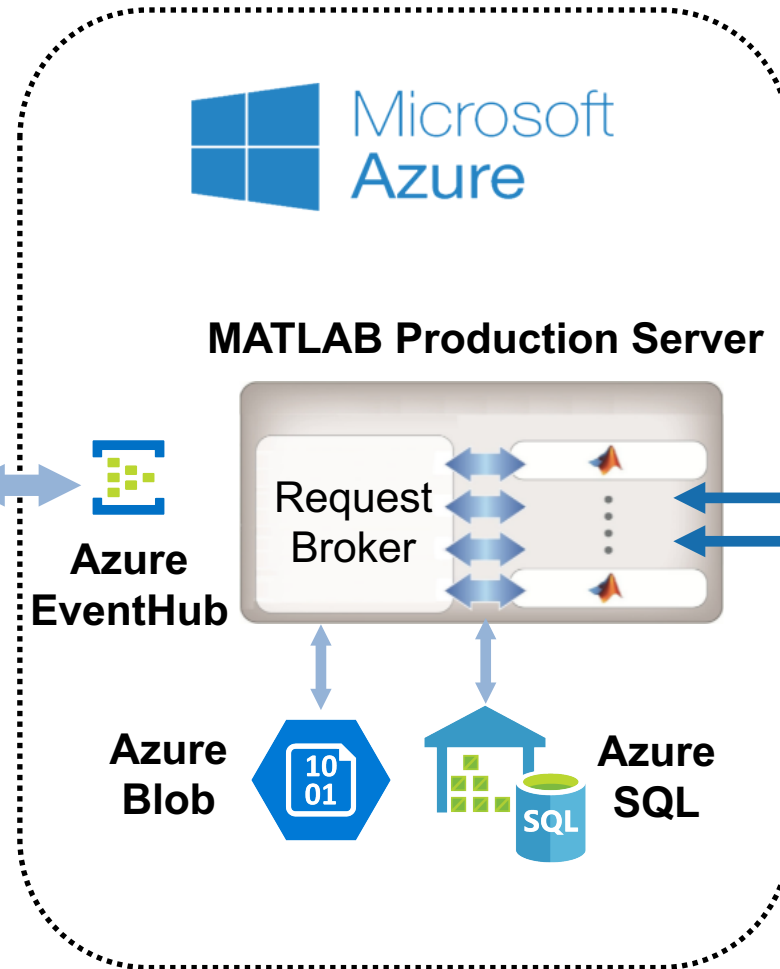 Microsoft
Azure
MATLAB Production Server
Request
Broker
Azure
EventHub
Azure
Blob
10
01
SQL
Azure
SQL